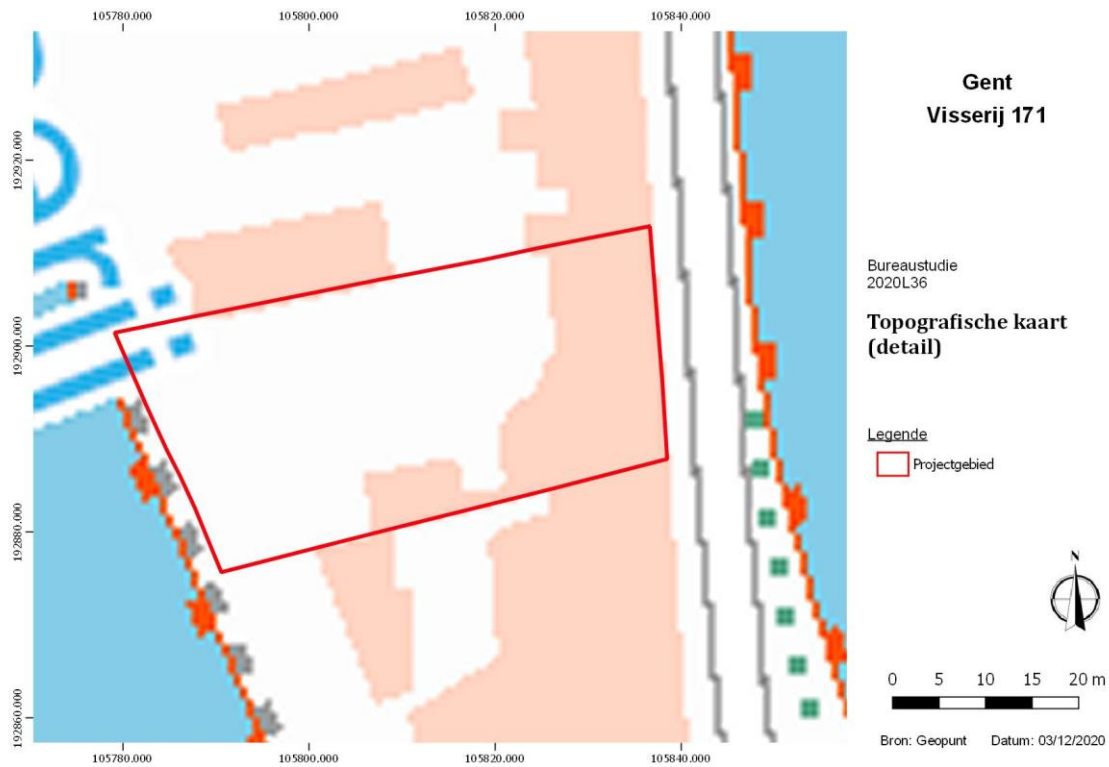 105780.000 105800.000 105820.000 105840.000
Gent
Visserij 171
192920.000
192900.000
192880.000
192860.000
Bureaustudie
2020L36
Topografische kaart
(detail)
Legende
Projectgebied
N
0 5 10 15 20 m
Bron: Geopunt Datum: 03/12/2020
105780.000 105800.000 105820.000 105840.000